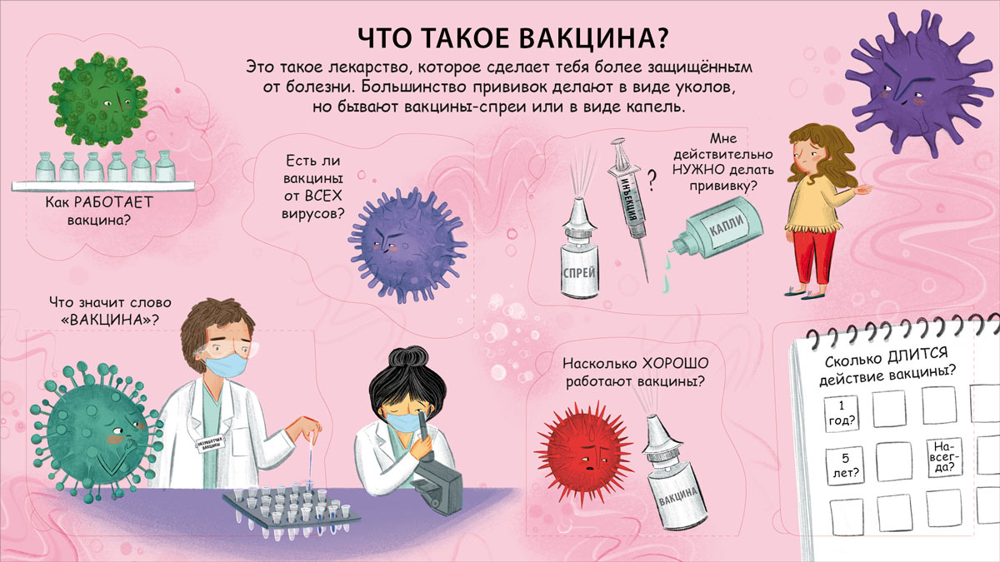 ЧТО ТАКОЕ ВАКЦИНА?
Это такое лекарство, которое сделает тебя более защищённым
от болезни. Большинство прививок делают в виде уколов,
но бывают вакцины-спреи или в виде капель.
Как РАБОТАЕТ
вакцина?
Есть ли
вакцины
от ВСЕХ
вирусов?
Мне
действительно
НУЖНО делать
прививку?
?
СПРЕЙ
ИНЪЕКЦИЯ
КАПЛИ
Что значит слово
«ВАКЦИНА»?
РАЗРАБОТЧИК
ВАКЦИНЫ
Насколько ХОРОШО
работают вакцины?
ВАКЦИНА
Сколько ДЛИТСЯ
действие вакцины?
1
год?
5
лет?
На-
всег-
да?